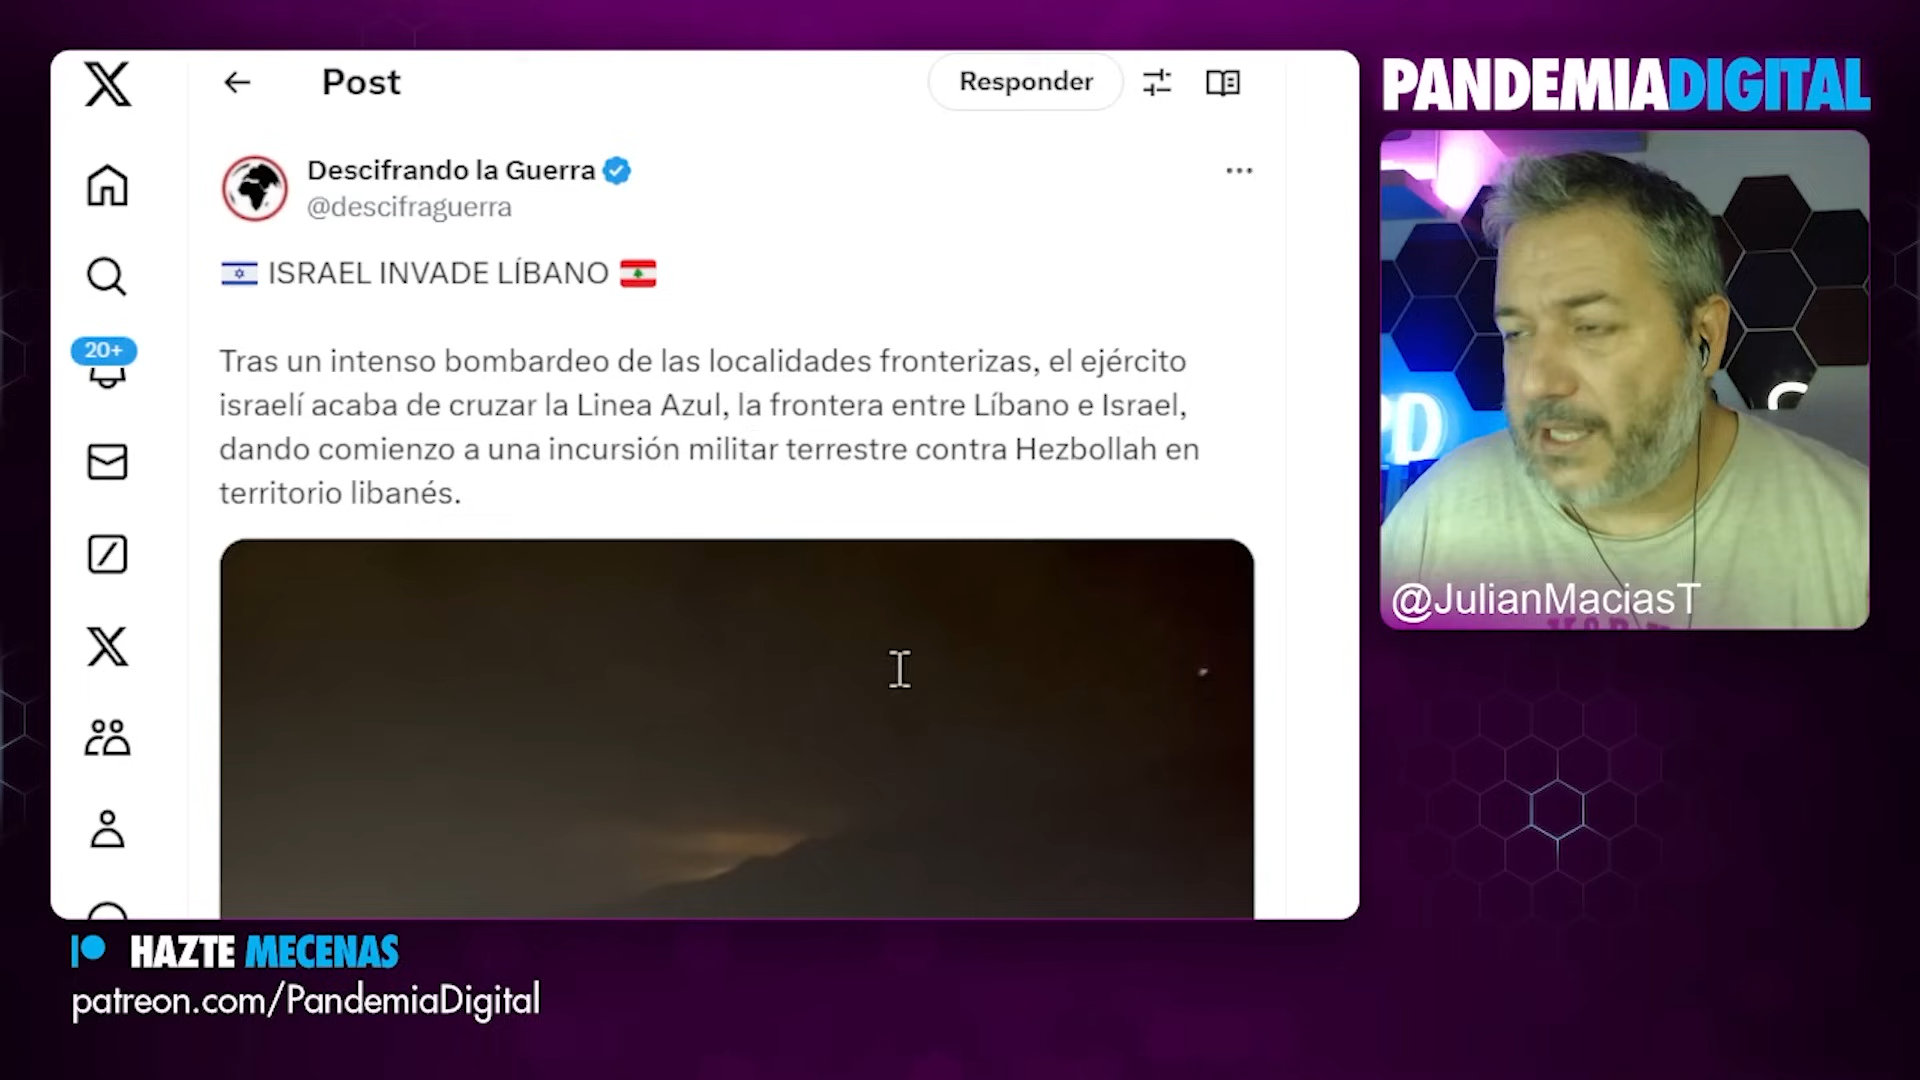 Post
Responder
PANDEMIADIGITAL
Descifrando la Guerra
@descifraguerra
ISRAEL INVADE LÍBANO
20+
Tras un intenso bombardeo de las localidades fronterizas, el ejército
israelí acaba de cruzar la Linea Azul, la frontera entre Líbano e Israel,
dando comienzo a una incursión militar terrestre contra Hezbollah en
territorio libanés.
PD
@JulianMaciasT
HAZTE MECENAS
patreon.com/PandemiaDigital